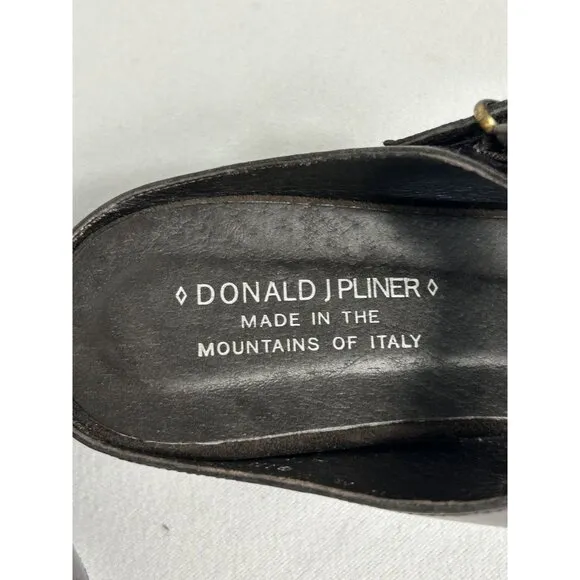 ◊ DONALD J PLINER ◊
MADE IN THE
MOUNTAINS OF ITALY